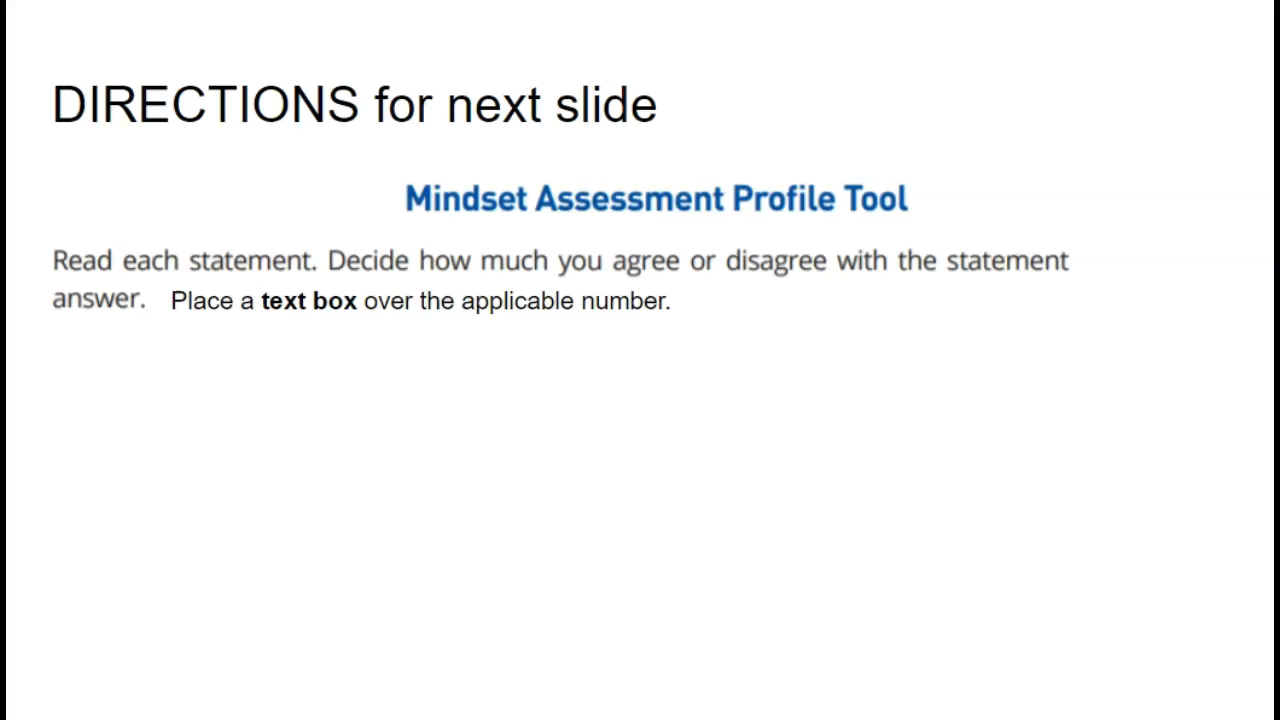 DIRECTIONS for next slide
Mindset Assessment Profile Tool
Read each statement. Decide how much you agree or disagree with the statement
answer. Place a text box over the applicable number.